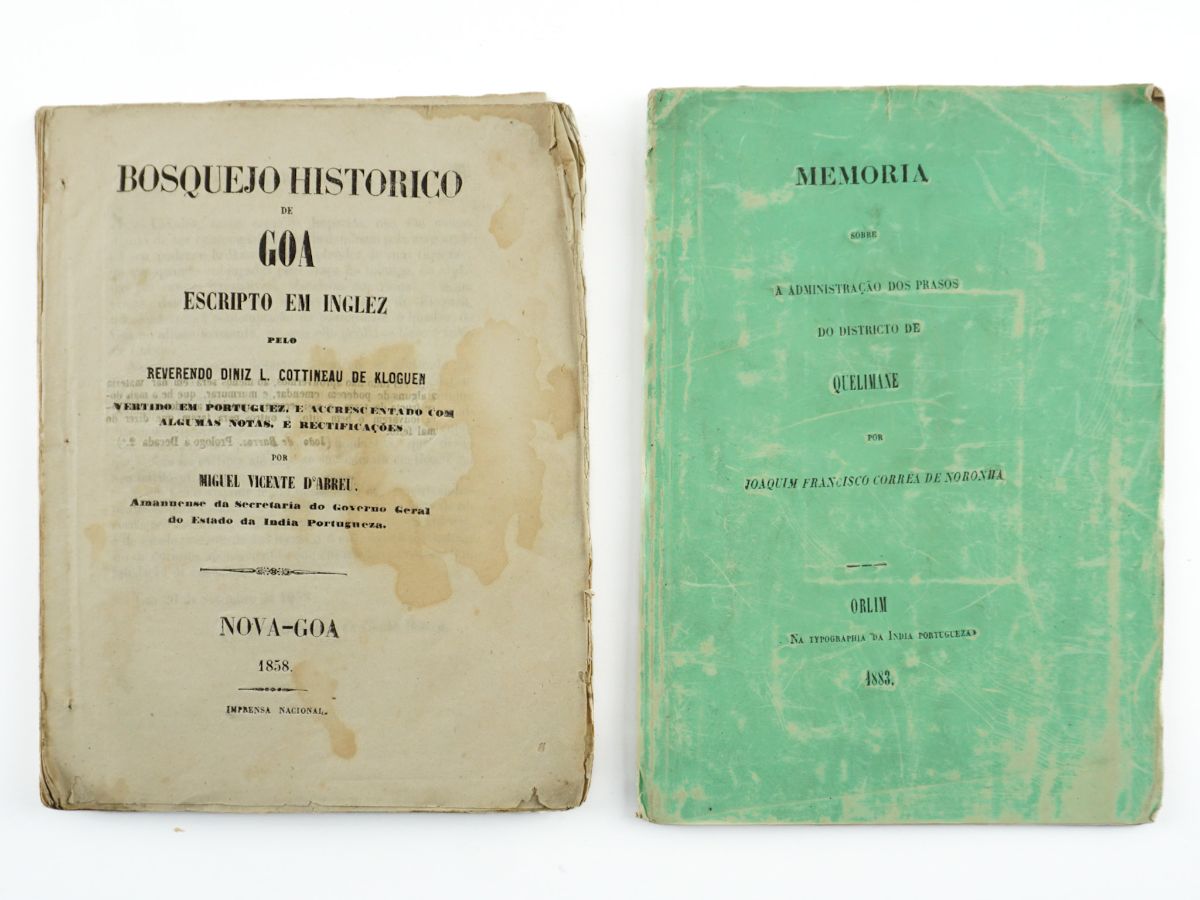 BOSQUEJO HISTORICO
DE
GOA
ESCRIPTO EM INGLEZ
PELO
REVERENDO DINIZ L. COTTINEAU DE KLOGUEN
VERTIDO EM PORTUGUEZ, E ACCRESCENTADO COM
ALGUMAS NOTAS, E RECTIFICAÇÕES
POR
MIGUEL VICENTE D'ABREU,
Amanuense da Secretaria do Governo Geral
do Estado da India Portugueza.
NOVA-GOA
1858.
IMPRENSA NACIONAL.
MEMORIA
SOBRE
A ADMINISTRAÇÃO DOS PRASOS
DO DISTRICTO DE
QUELIMANE
POR
JOAQUIM FRANCISCO CORRÊA DE NORONHA
ORLIM
NA TYPOGRAPHIA DA INDIA PORTUGUEZA
1883.